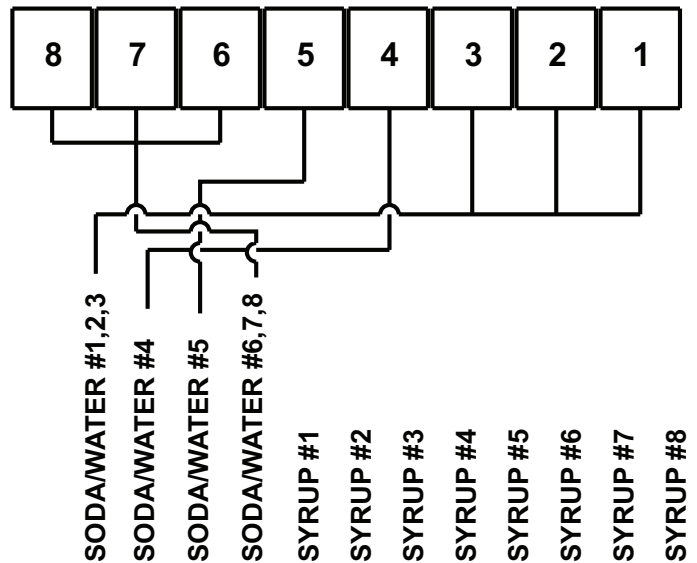 8 7 6 5 4 3 2 1
SODA/WATER #1,2,3
SODA/WATER #4
SODA/WATER #5
SODA/WATER #6,7,8
SYRUP #1
SYRUP #2
SYRUP #3
SYRUP #4
SYRUP #5
SYRUP #6
SYRUP #7
SYRUP #8